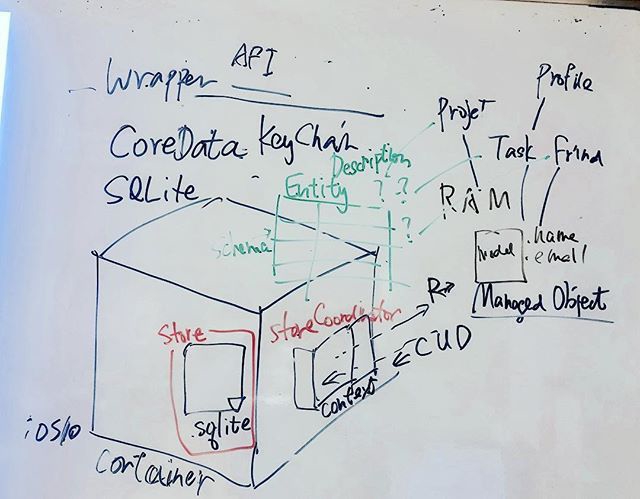 API
Wrapper
Profile
Projet
CoreData KeyChain
Task Frind
Description
SQLite
Entity ? ?
RAM
?
Schema
Model
.name
.email
R
Managed Object
Store
StoreCoordinator
CUD
context
.sqlite
iOS10
Container